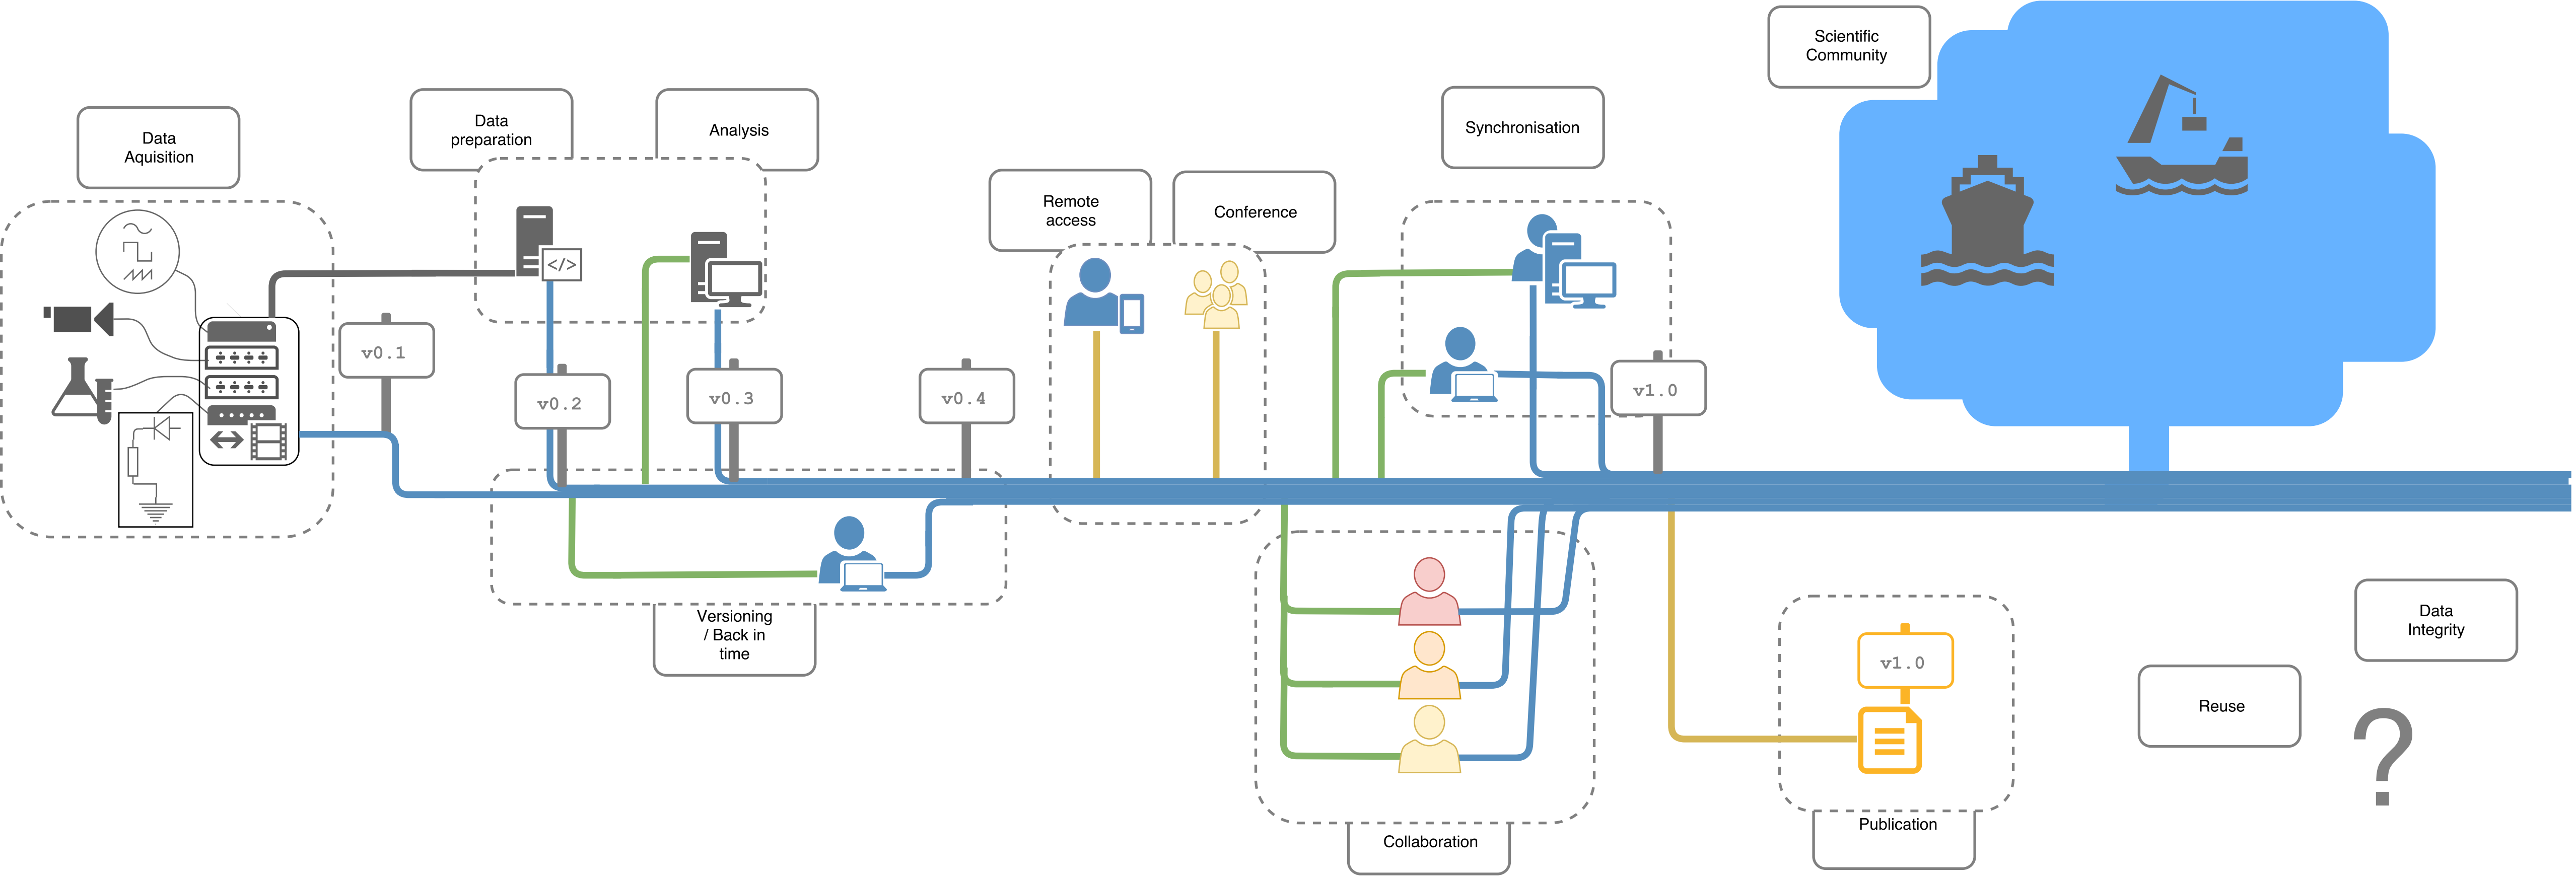 Scientific
Community
Data
Aquisition
Data
preparation
Analysis
Synchronisation
Remote
access
Conference
</>
v0.1
v0.2
v0.3
v0.4
v1.0
Versioning
/ Back in
time
Collaboration
v1.0
Publication
Reuse
Data
Integrity
?